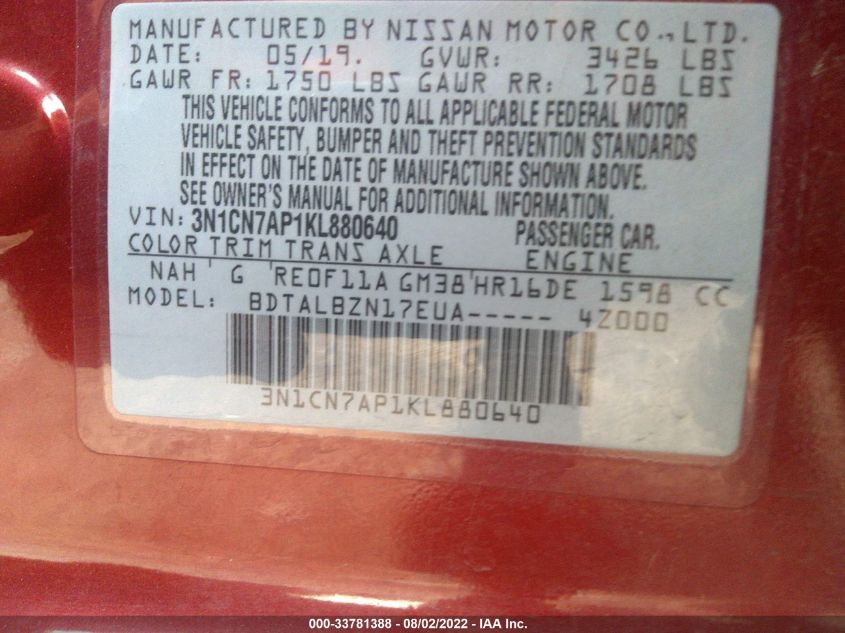 MANUFACTURED BY NISSAN MOTOR CO., LTD.
DATE: 05/19. GVWR: 3426 LBS
GAWR FR: 1750 LBS GAWR RR: 1708 LBS
THIS VEHICLE CONFORMS TO ALL APPLICABLE FEDERAL MOTOR
VEHICLE SAFETY, BUMPER AND THEFT PREVENTION STANDARDS
IN EFFECT ON THE DATE OF MANUFACTURE SHOWN ABOVE.
SEE OWNER'S MANUAL FOR ADDITIONAL INFORMATION.
VIN: 3N1CN7AP1KL880640 PASSENGER CAR.
COLOR TRIM TRANS AXLE ENGINE
NAH G RE0F11A GM38 HR16DE 1598 CC
MODEL: BDTALBZN17EUA----- 4Z000
3N1CN7AP1KL880640
000-33781388 - 08/02/2022 - IAA Inc.